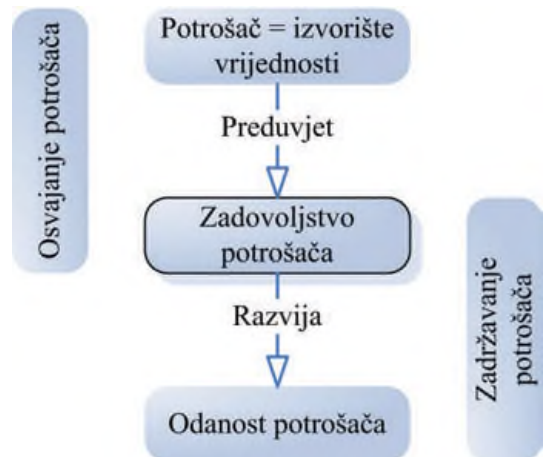 Osvajanje potrošača
Potrošač = izvorište
vrijednosti
Preduvjet
Zadovoljstvo
potrošača
Razvija
Odanost potrošača
Zadržavanje
potrošača